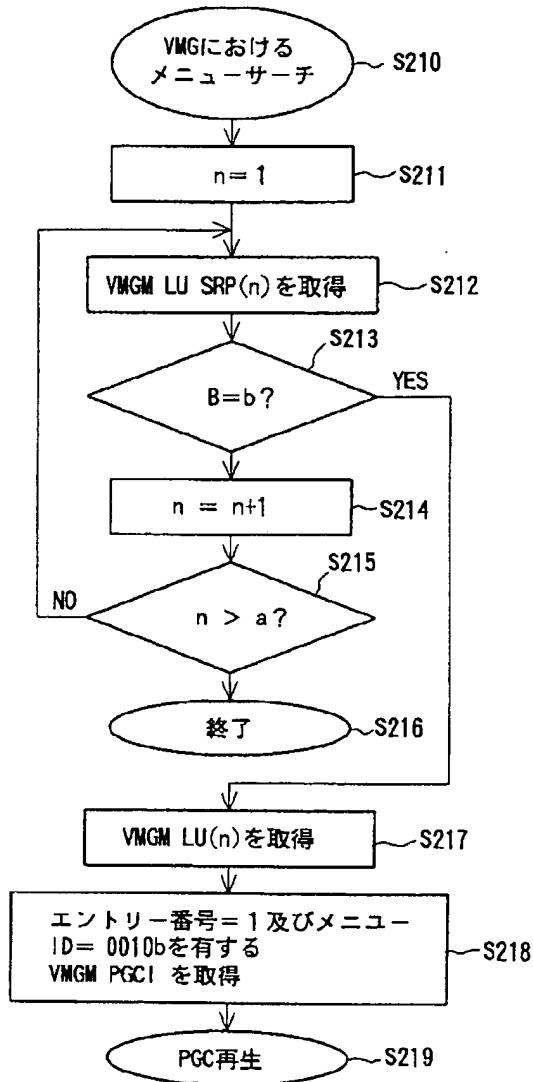 VMGにおける
メニューサーチ
S210
n=1
S211
VMGM LU SRP(n)を取得
S212
S213
B=b?
YES
n = n+1
S214
S215
NO
n > a?
終了
S216
VMGM LU(n)を取得
S217
エントリー番号=1及びメニュー
ID=0010bを有する
VMGM PGCI を取得
S218
PGC再生
S219